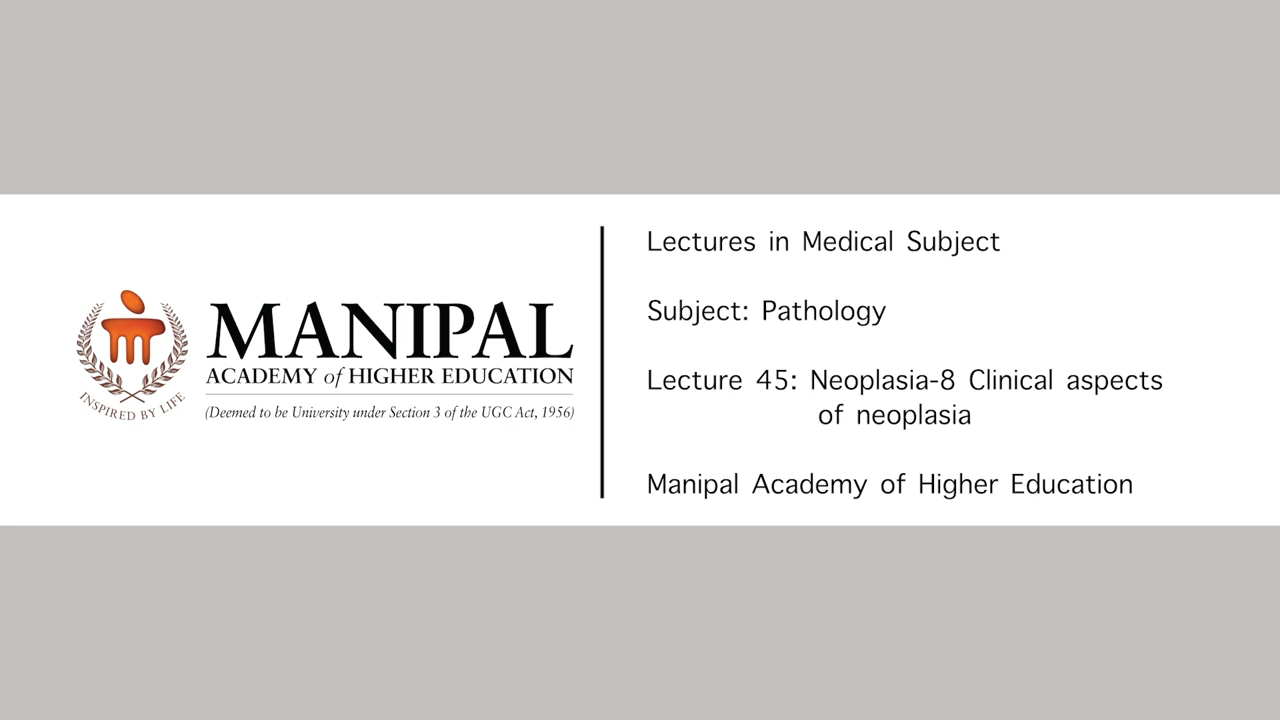 INSPIRED BY LIFE
MANIPAL
ACADEMY of HIGHER EDUCATION
(Deemed to be University under Section 3 of the UGC Act, 1956)
Lectures in Medical Subject
Subject: Pathology
Lecture 45: Neoplasia-8 Clinical aspects
of neoplasia
Manipal Academy of Higher Education